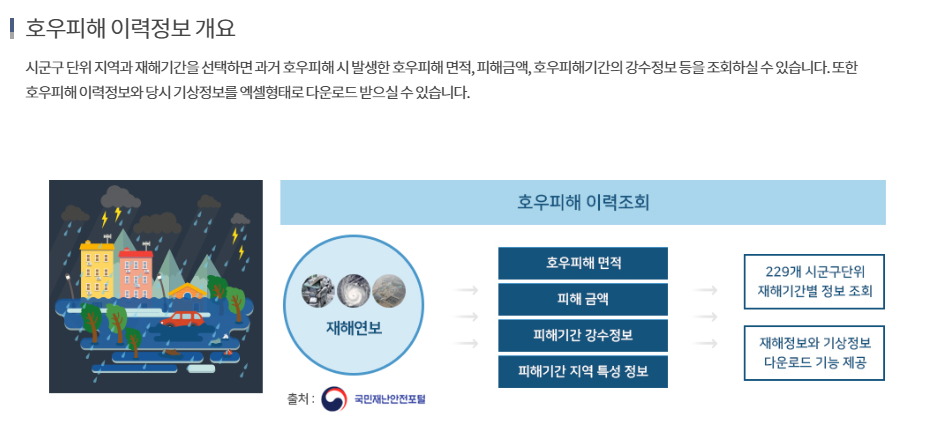 호우피해 이력정보 개요
시군구 단위 지역과 재해기간을 선택하면 과거 호우피해 시 발생한 호우피해 면적, 피해금액, 호우피해기간의 강수정보 등을 조회하실 수 있습니다. 또한
호우피해 이력정보와 당시 기상정보를 엑셀형태로 다운로드 받으실 수 있습니다.
호우피해 이력조회
재해연보
출처 : 국민재난안전포털
호우피해 면적
피해 금액
피해기간 강수정보
피해기간 지역 특성 정보
229개 시군구단위
재해기간별 정보 조회
재해정보와 기상정보
다운로드 기능 제공